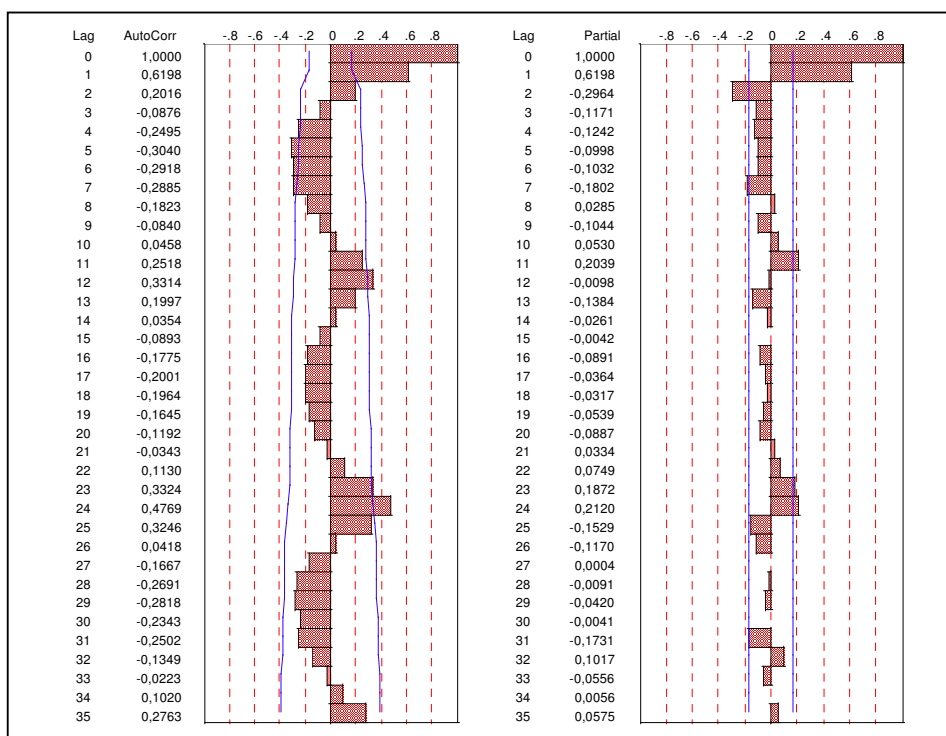 Lag AutoCorr -.8 -.6 -.4 -.2 0 .2 .4 .6 .8 Lag Partial -.8 -.6 -.4 -.2 0 .2 .4 .6 .8
0 1,0000 0 1,0000
1 0,6198 1 0,6198
2 0,2016 2 -0,2964
3 -0,0876 3 -0,1171
4 -0,2495 4 -0,1242
5 -0,3040 5 -0,0998
6 -0,2918 6 -0,1032
7 -0,2885 7 -0,1802
8 -0,1823 8 0,0285
9 -0,0840 9 -0,1044
10 0,0458 10 0,0530
11 0,2518 11 0,2039
12 0,3314 12 -0,0098
13 0,1997 13 -0,1384
14 0,0354 14 -0,0261
15 -0,0893 15 -0,0042
16 -0,1775 16 -0,0891
17 -0,2001 17 -0,0364
18 -0,1964 18 -0,0317
19 -0,1645 19 -0,0539
20 -0,1192 20 -0,0887
21 -0,0343 21 0,0334
22 0,1130 22 0,0749
23 0,3324 23 0,1872
24 0,4769 24 0,2120
25 0,3246 25 -0,1529
26 0,0418 26 -0,1170
27 -0,1667 27 0,0004
28 -0,2691 28 -0,0091
29 -0,2818 29 -0,0420
30 -0,2343 30 -0,0041
31 -0,2502 31 -0,1731
32 -0,1349 32 0,1017
33 -0,0223 33 -0,0556
34 0,1020 34 0,0056
35 0,2763 35 0,0575